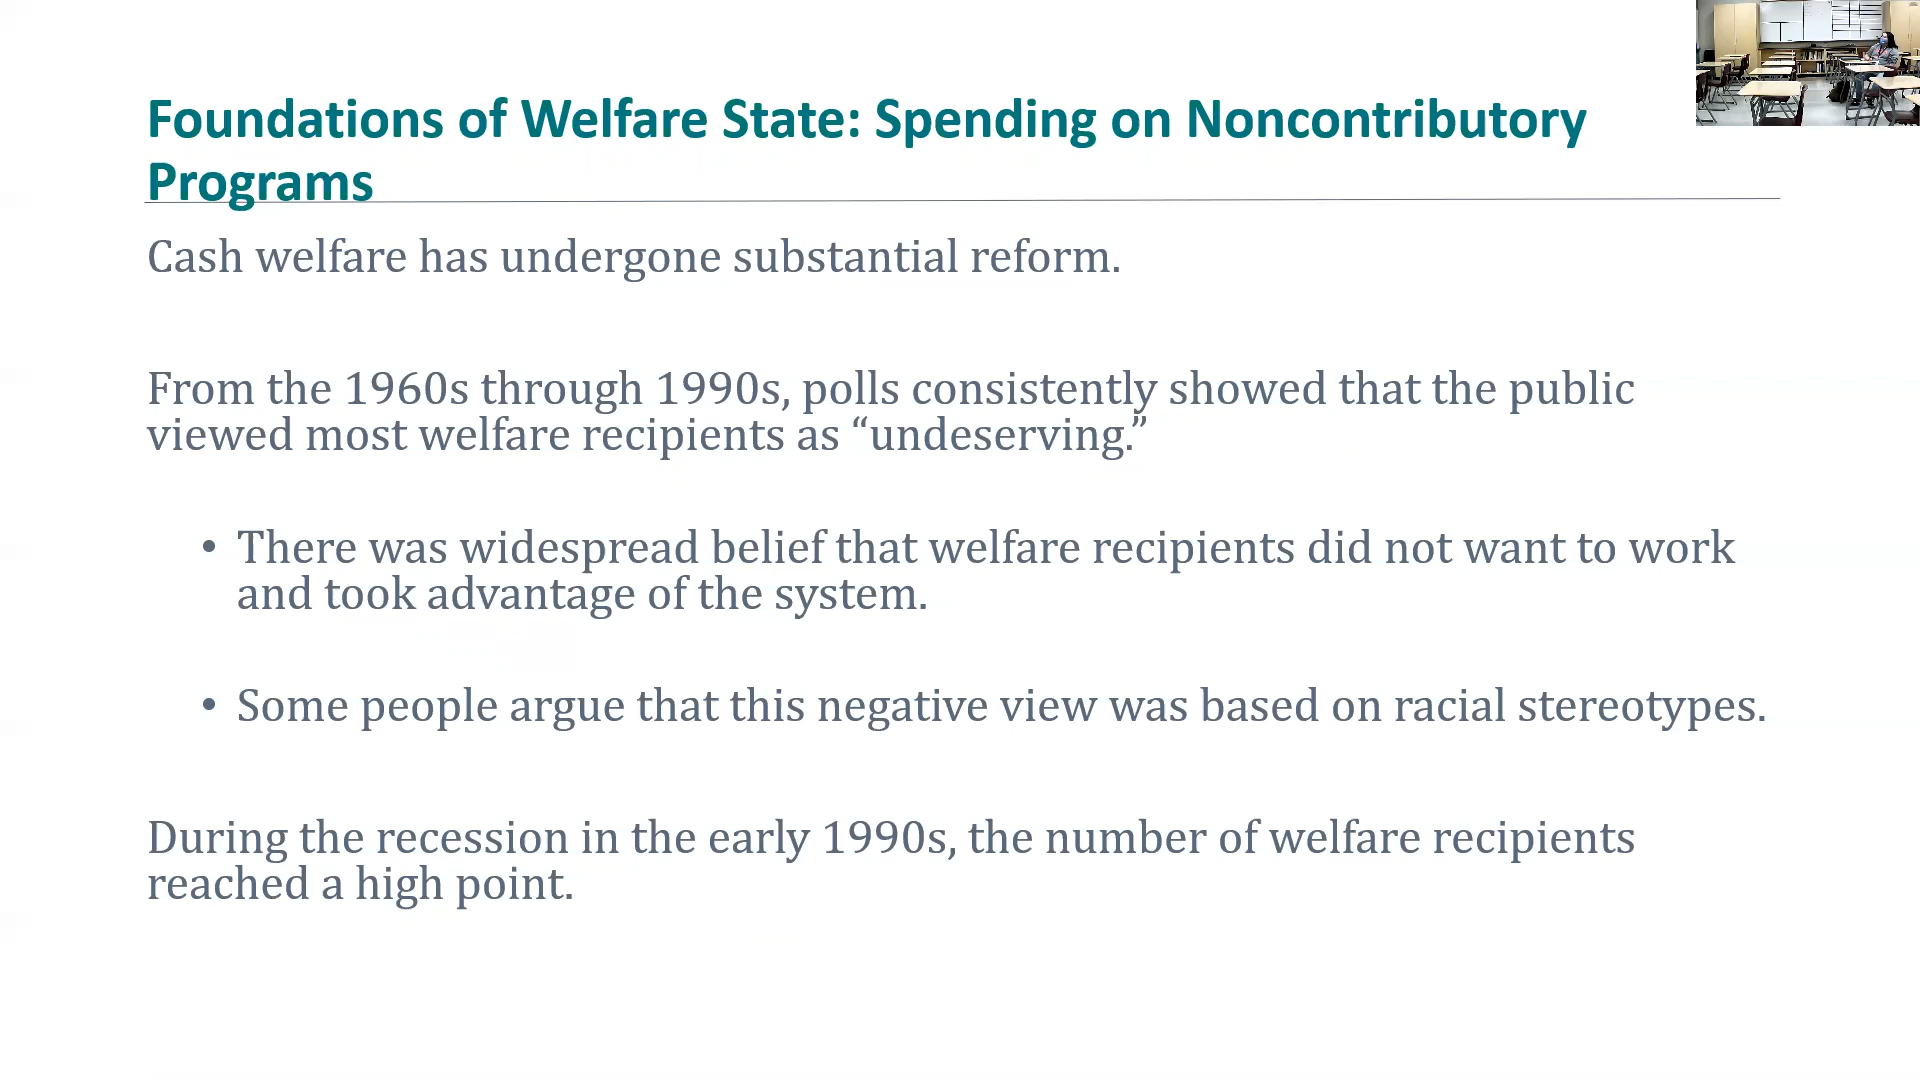 Foundations of Welfare State: Spending on Noncontributory
Programs
Cash welfare has undergone substantial reform.
From the 1960s through 1990s, polls consistently showed that the public
viewed most welfare recipients as “undeserving.”
• There was widespread belief that welfare recipients did not want to work
and took advantage of the system.
• Some people argue that this negative view was based on racial stereotypes.
During the recession in the early 1990s, the number of welfare recipients
reached a high point.